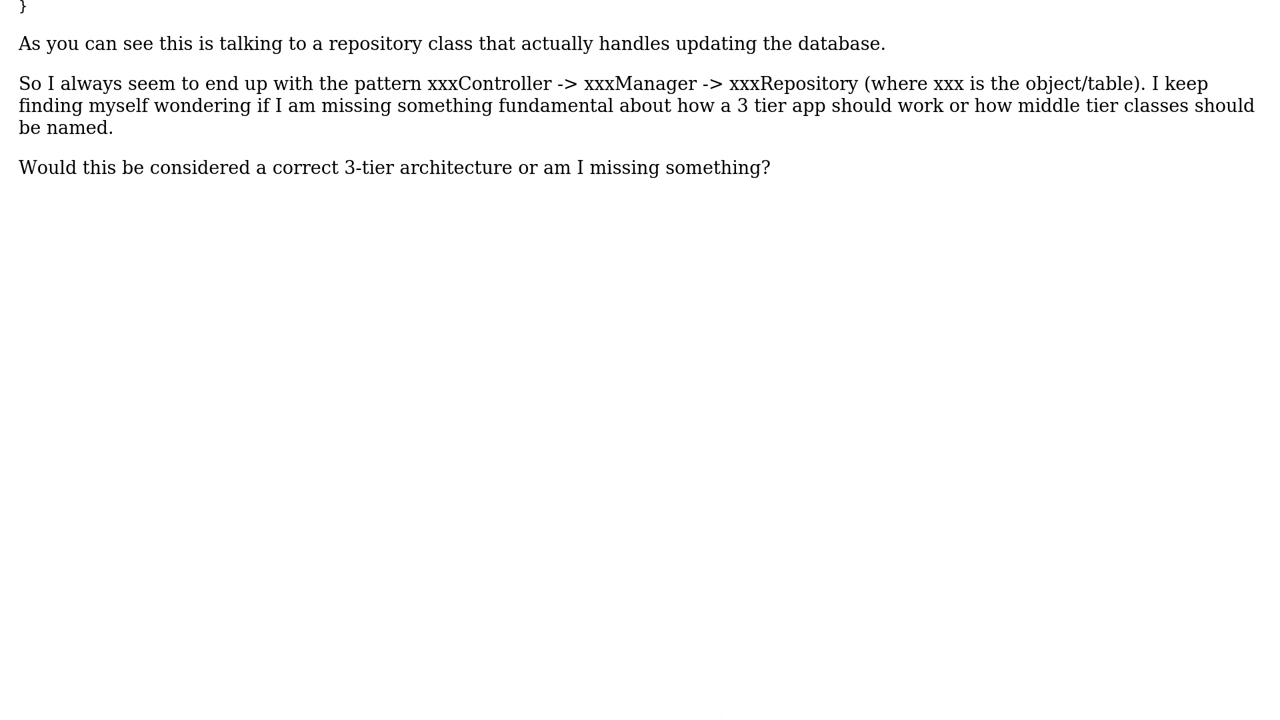 }
As you can see this is talking to a repository class that actually handles updating the database.
So I always seem to end up with the pattern xxxController -> xxxManager -> xxxRepository (where xxx is the object/table). I keep
finding myself wondering if I am missing something fundamental about how a 3 tier app should work or how middle tier classes should
be named.
Would this be considered a correct 3-tier architecture or am I missing something?